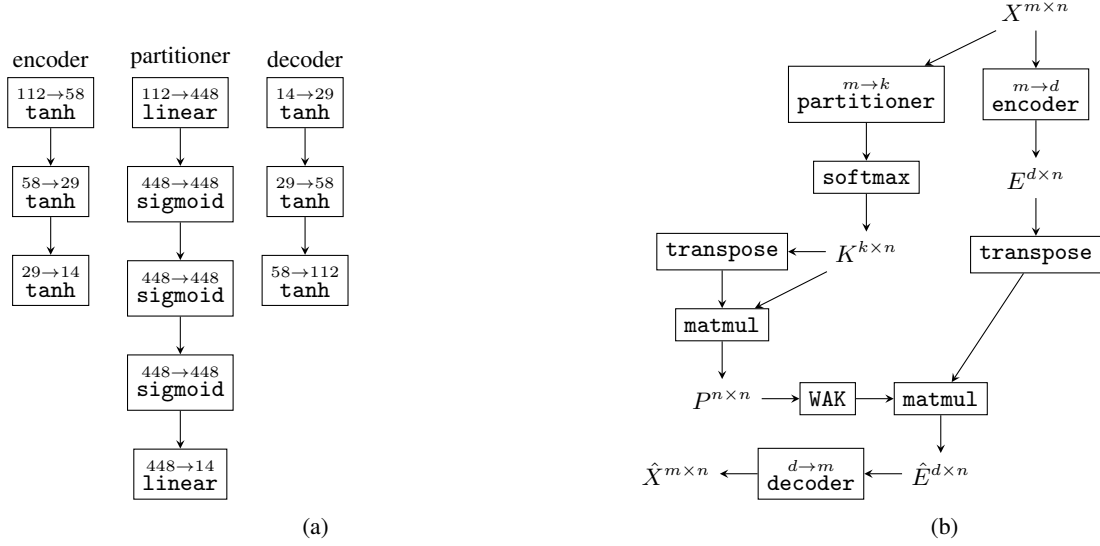 encoder
112→58
tanh
58→29
tanh
29→14
tanh
partitioner
112→448
linear
448→448
sigmoid
448→448
sigmoid
448→448
sigmoid
448→14
linear
decoder
14→29
tanh
29→58
tanh
58→112
tanh
(a)
X^{m×n}
m→k
partitioner
m→d
encoder
softmax
E^{d×n}
transpose
K^{k×n}
transpose
matmul
P^{n×n}
WAK
matmul
X̂^{m×n}
d→m
decoder
Ê^{d×n}
(b)